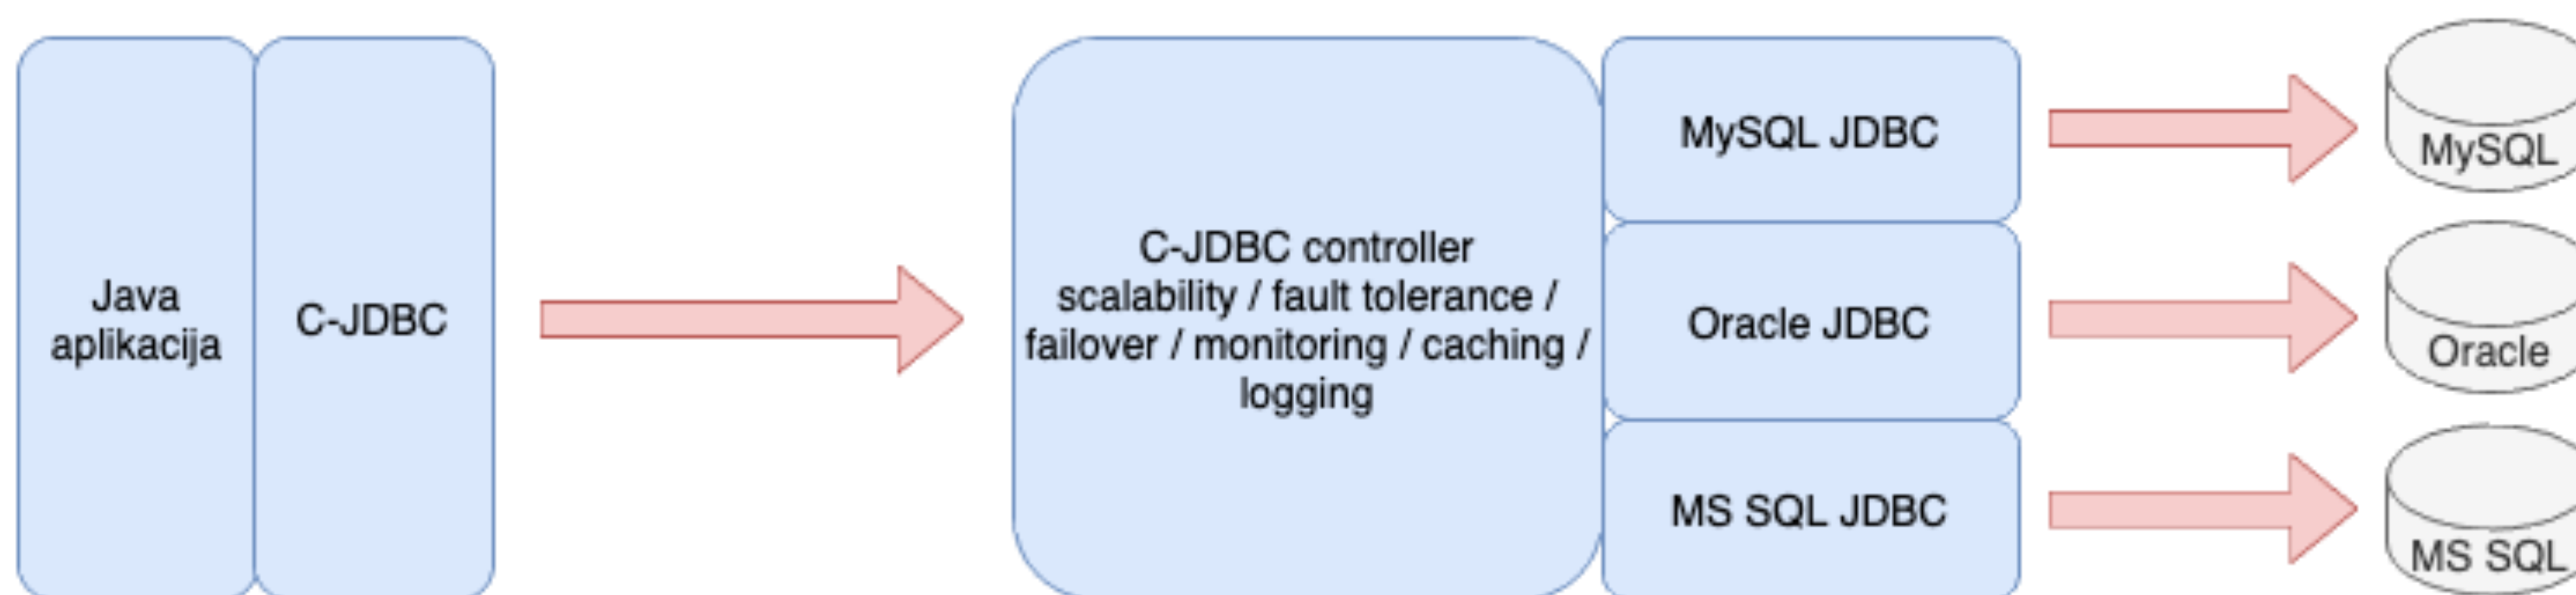 Java
aplikacija
C-JDBC
C-JDBC controller
scalability / fault tolerance /
failover / monitoring / caching /
logging
MySQL JDBC
Oracle JDBC
MS SQL JDBC
MySQL
Oracle
MS SQL